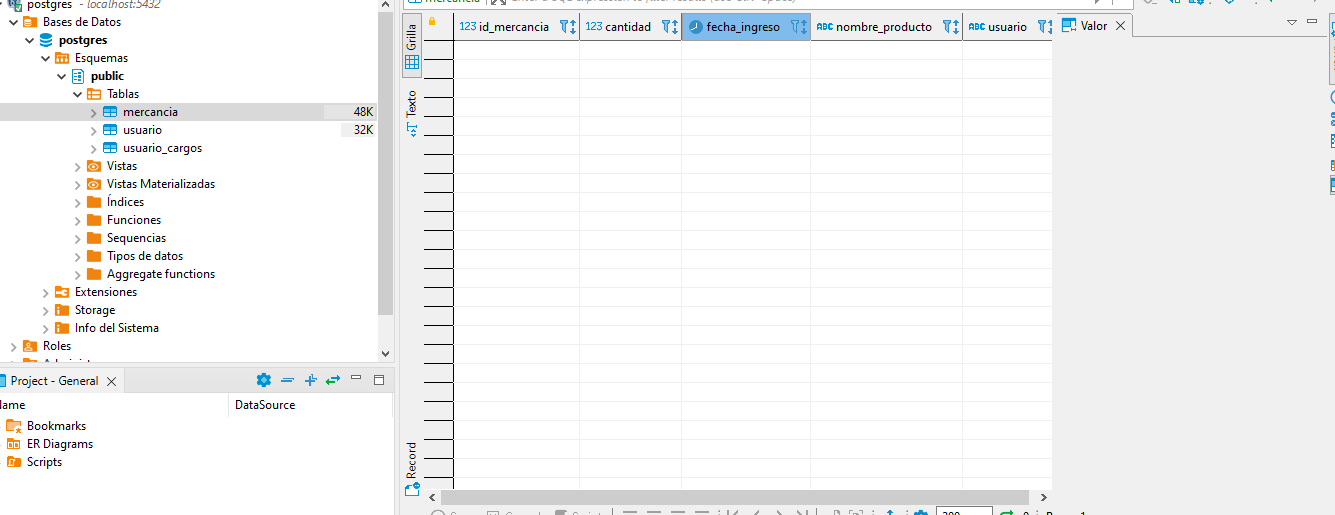 postgres - localhost:5432
Bases de Datos
postgres
Esquemas
public
Tablas
mercancia 48K
usuario 32K
usuario_cargos
Vistas
Vistas Materializadas
Índices
Funciones
Sequencias
Tipos de datos
Aggregate functions
Extensiones
Storage
Info del Sistema
Roles
Project - General
DataSource
Bookmarks
ER Diagrams
Scripts
Grilla
Texto
Record
123 id_mercancia 123 cantidad fecha_ingreso ABC nombre_producto ABC usuario
Valor